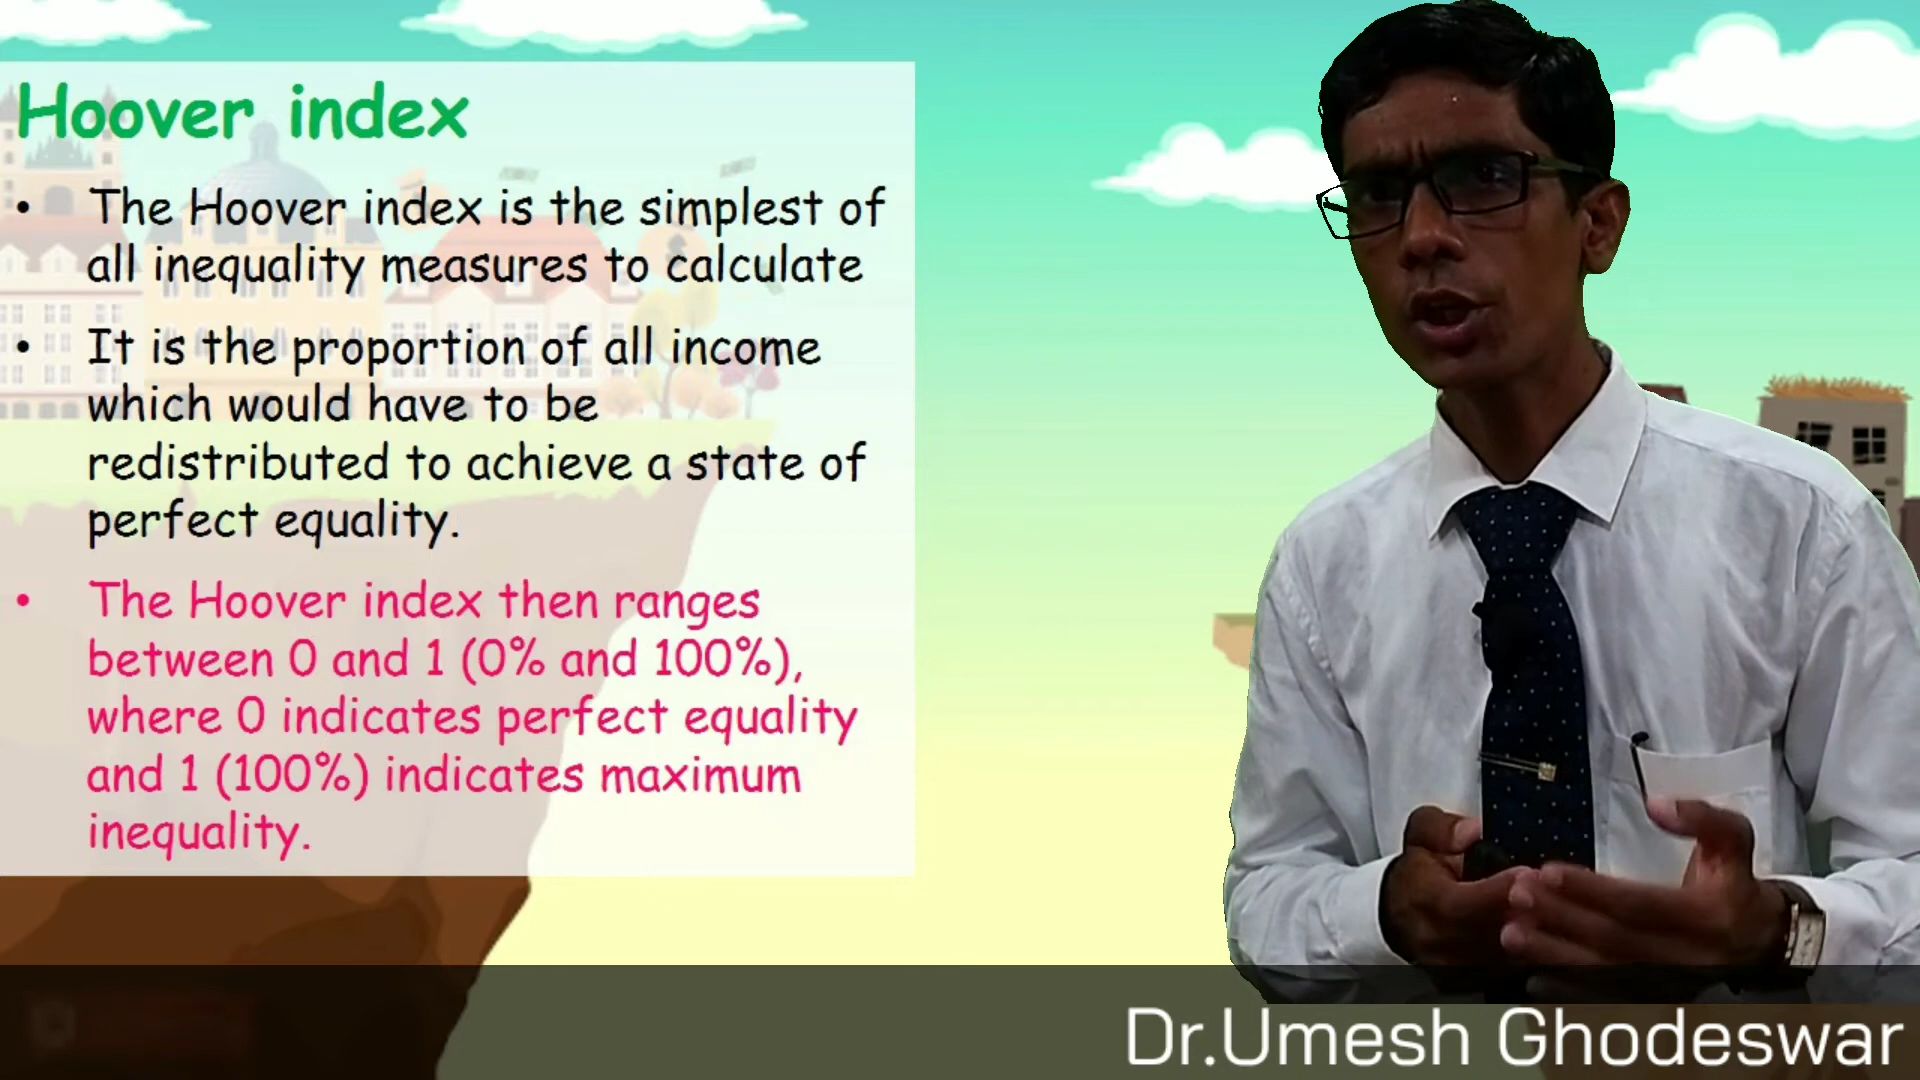 Hoover index
• The Hoover index is the simplest of
all inequality measures to calculate
• It is the proportion of all income
which would have to be
redistributed to achieve a state of
perfect equality.
• The Hoover index then ranges
between 0 and 1 (0% and 100%),
where 0 indicates perfect equality
and 1 (100%) indicates maximum
inequality.
Dr.Umesh Ghodeswar